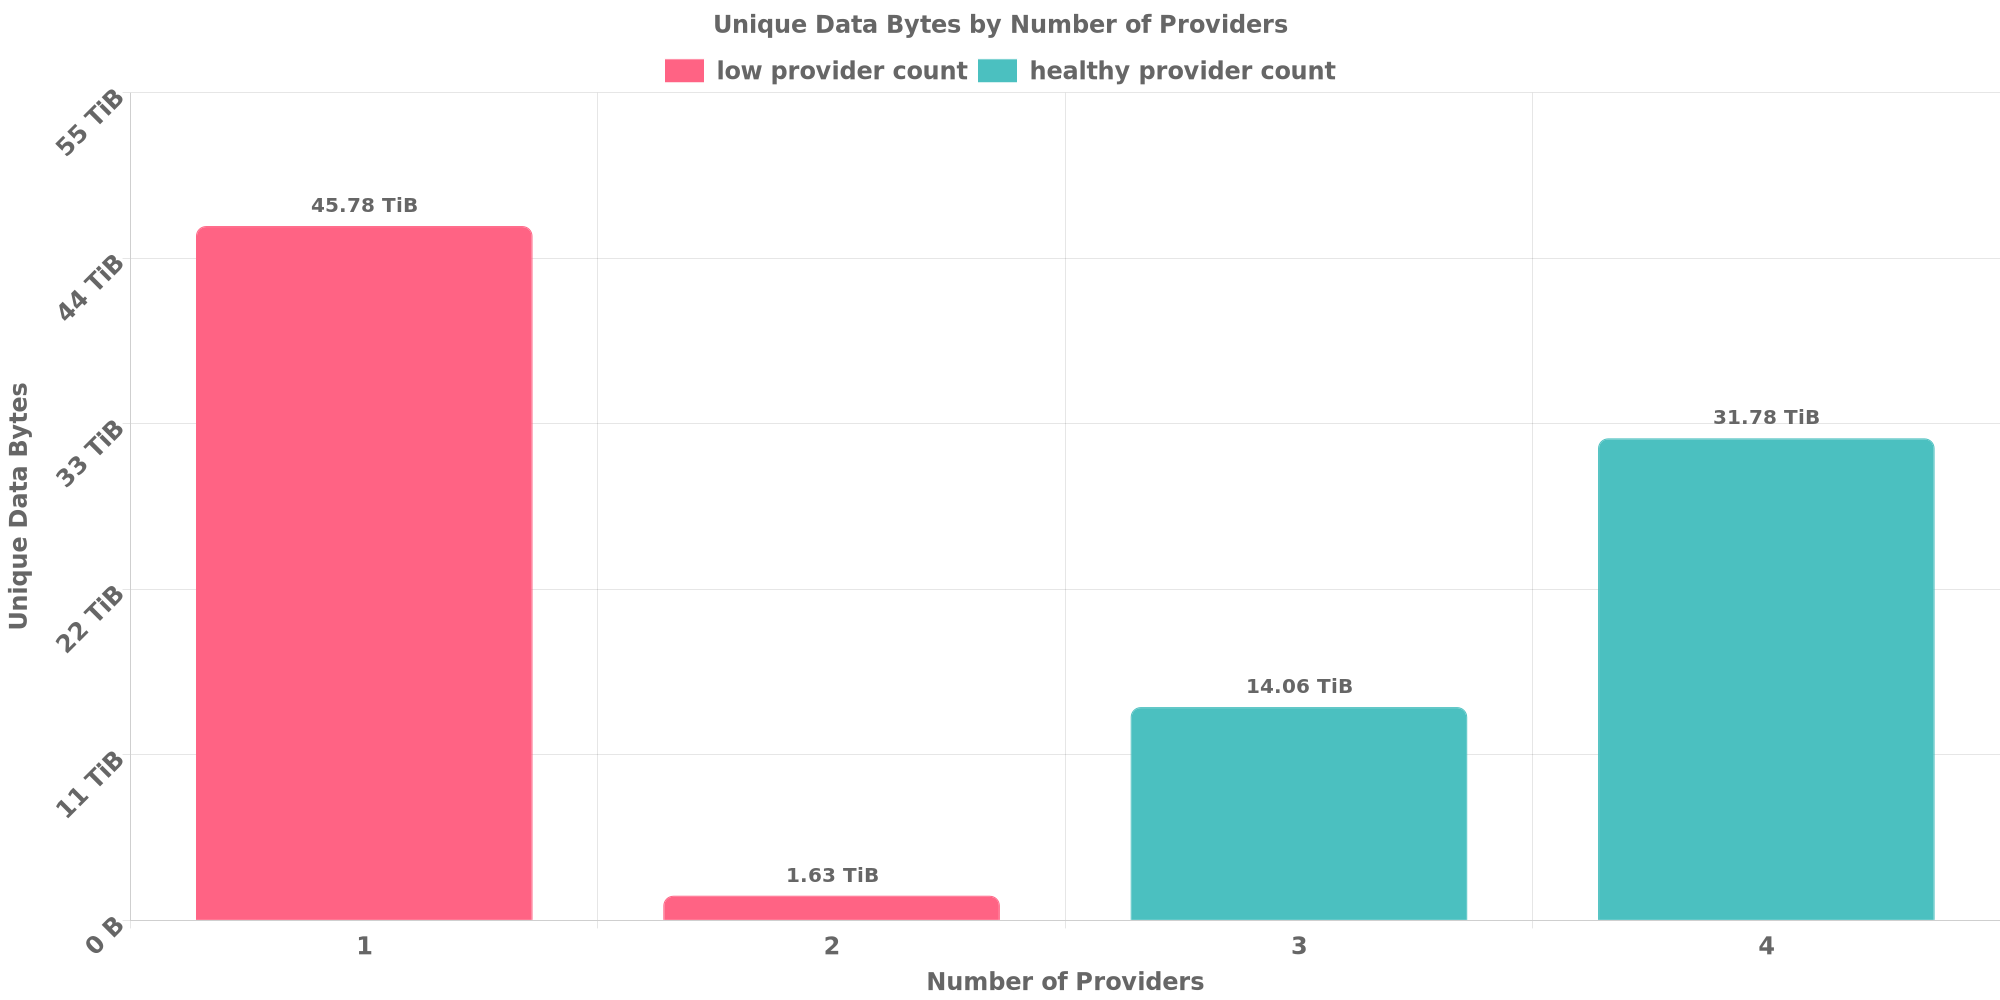 Unique Data Bytes by Number of Providers
low provider count healthy provider count
55 TiB
44 TiB
33 TiB
22 TiB
11 TiB
0 B
Unique Data Bytes
45.78 TiB
1.63 TiB
14.06 TiB
31.78 TiB
1 2 3 4
Number of Providers